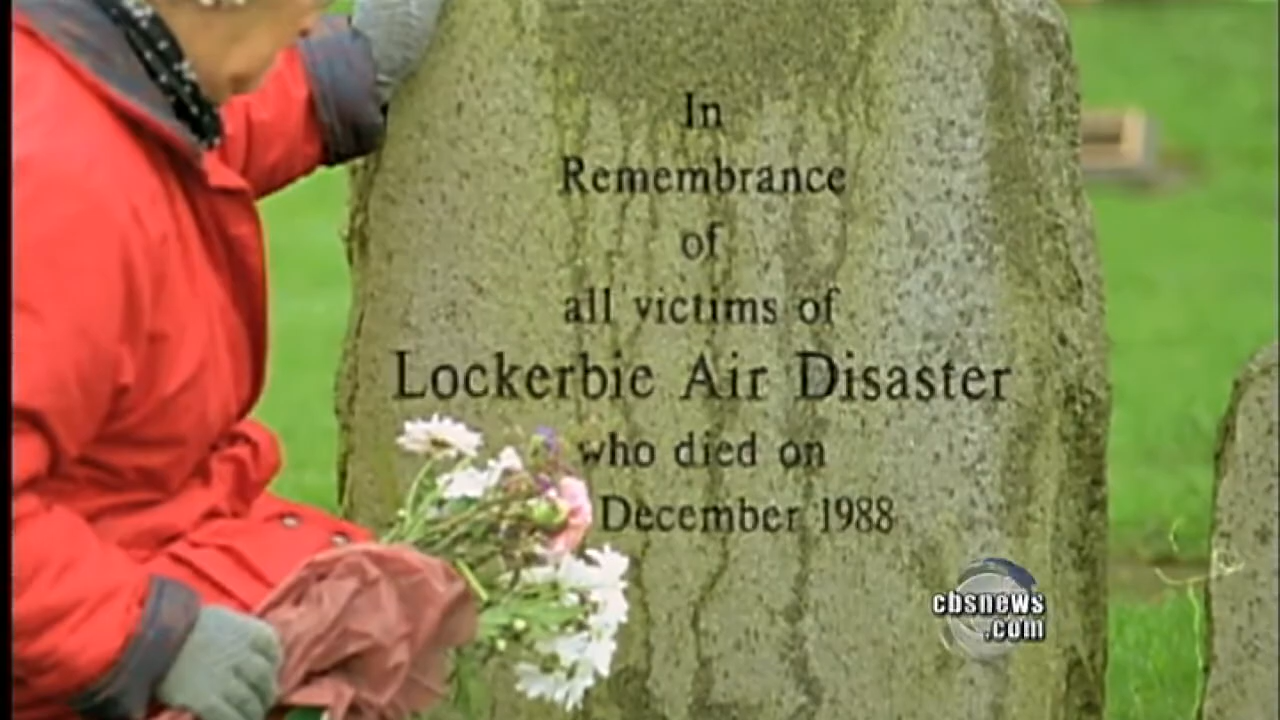 In
Remembrance
of
all victims of
Lockerbie Air Disaster
who died on
December 1988
cbsnews
.com